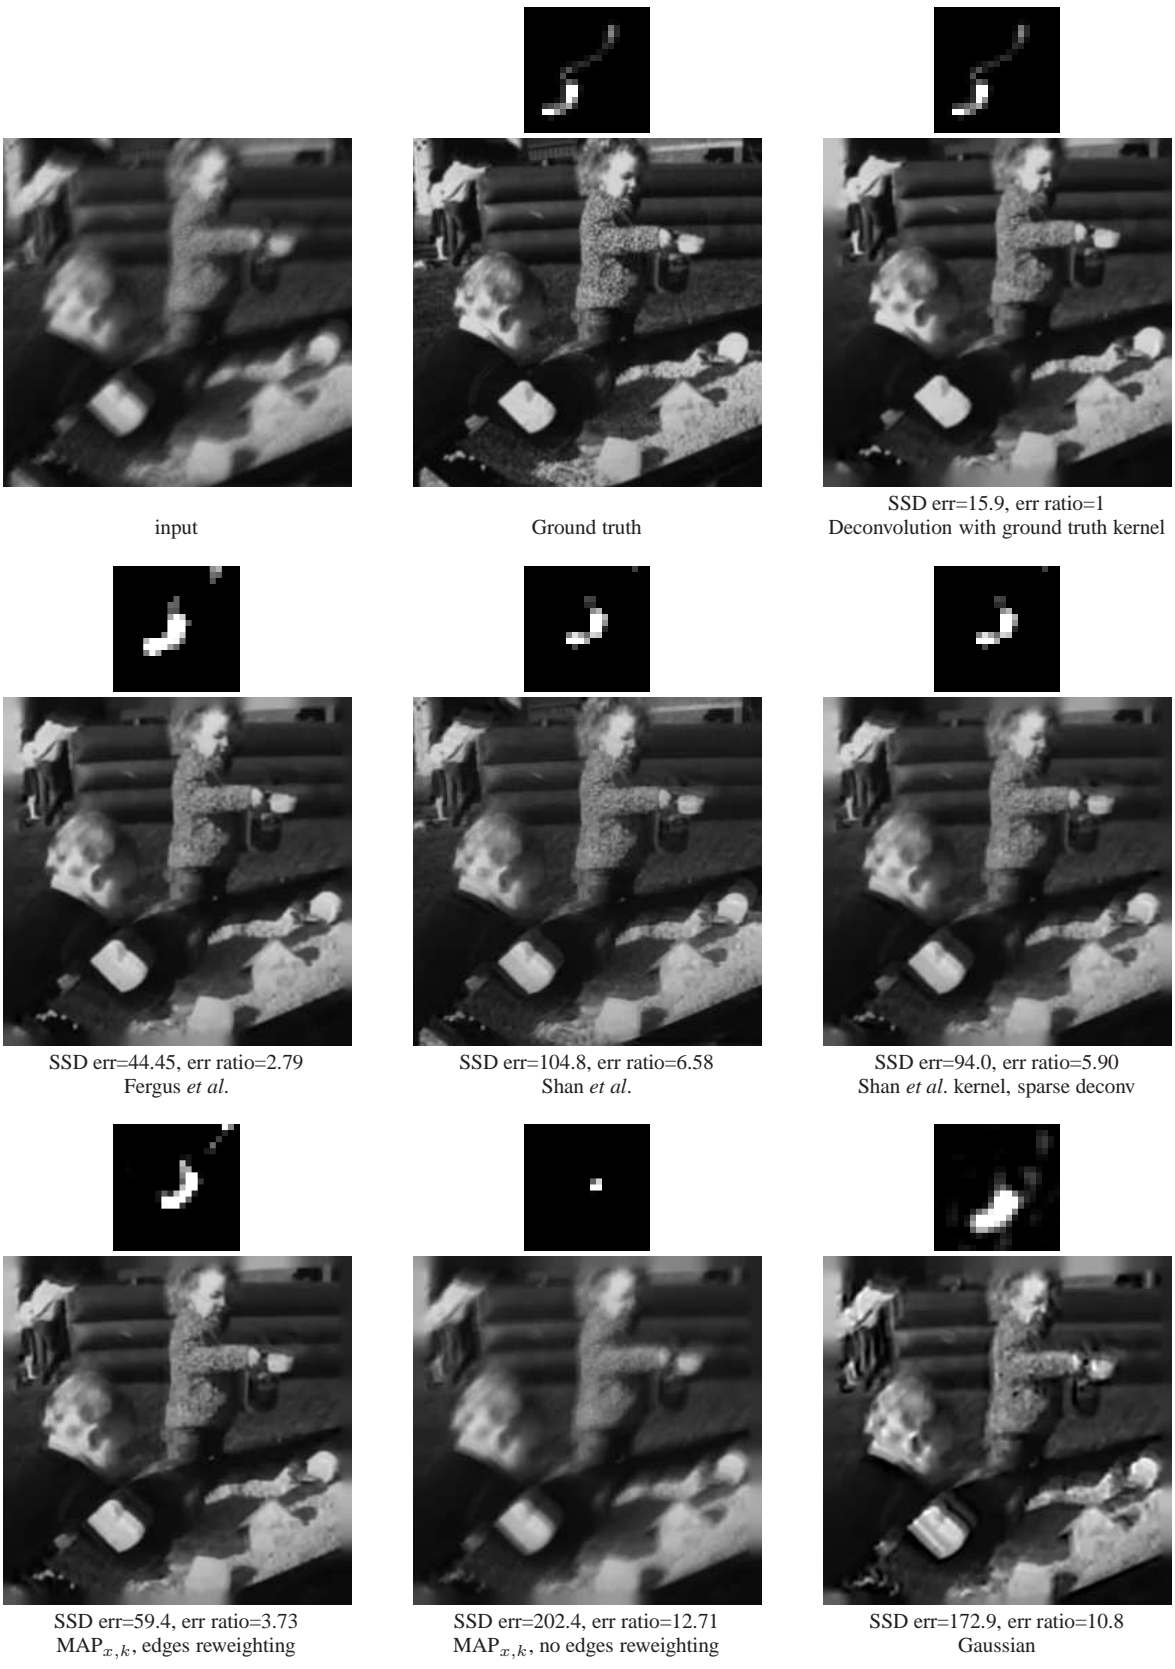 input
Ground truth
SSD err=15.9, err ratio=1
Deconvolution with ground truth kernel
SSD err=44.45, err ratio=2.79
Fergus et al.
SSD err=104.8, err ratio=6.58
Shan et al.
SSD err=94.0, err ratio=5.90
Shan et al. kernel, sparse deconv
SSD err=59.4, err ratio=3.73
MAPx,k, edges reweighting
SSD err=202.4, err ratio=12.71
MAPx,k, no edges reweighting
SSD err=172.9, err ratio=10.8
Gaussian